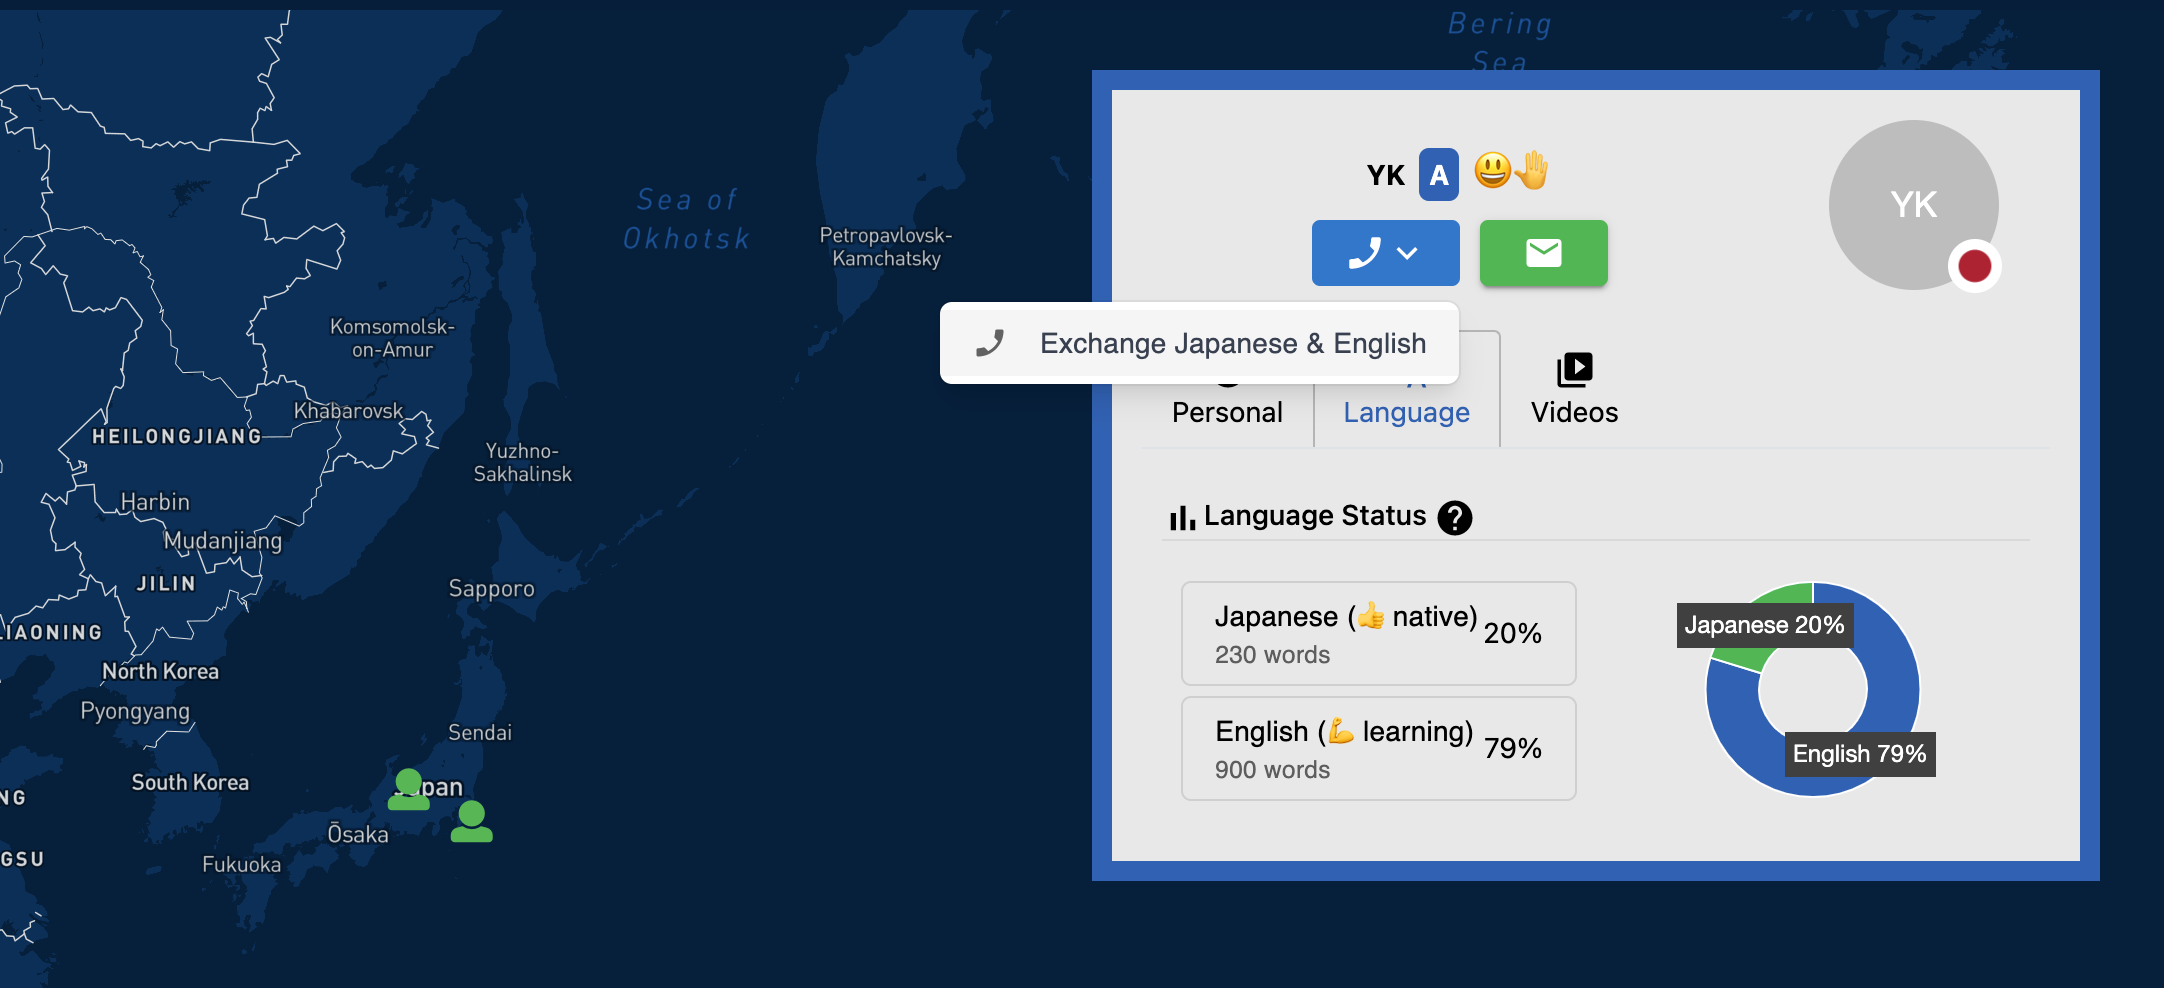 Bering
Sea
Sea of
Okhotsk
Petropavlovsk-
Kamchatsky
Komsomolsk-
on-Amur
Khabarovsk
HEILONGJIANG
Yuzhno-
Sakhalinsk
Harbin
Mudanjiang
JILIN
Sapporo
LIAONING
North Korea
Pyongyang
Sendai
South Korea
Japan
NG
Ōsaka
GSU
Fukuoka
YK A 😃🤚
YK
Exchange Japanese & English
Personal
Language
Videos
Language Status ?
Japanese (👍 native) 20%
230 words
English (💪 learning) 79%
900 words
Japanese 20%
English 79%